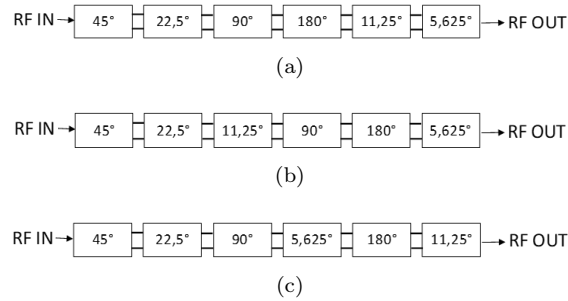 RF IN 45° 22,5° 90° 180° 11,25° 5,625° RF OUT
(a)
RF IN 45° 22,5° 11,25° 90° 180° 5,625° RF OUT
(b)
RF IN 45° 22,5° 90° 5,625° 180° 11,25° RF OUT
(c)